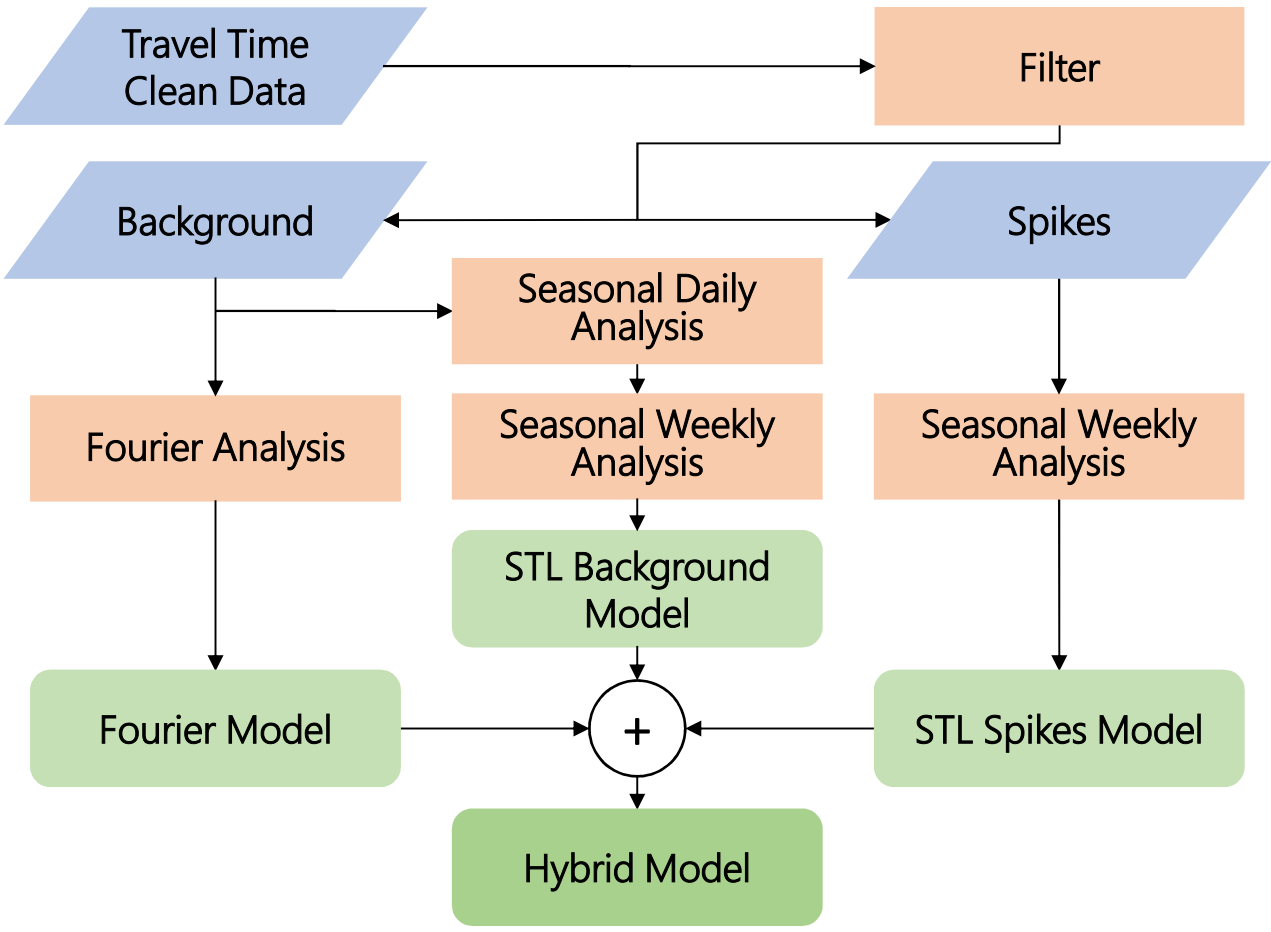 Travel Time
Clean Data
Filter
Background
Spikes
Seasonal Daily
Analysis
Fourier Analysis
Seasonal Weekly
Analysis
Seasonal Weekly
Analysis
STL Background
Model
Fourier Model
+
STL Spikes Model
Hybrid Model